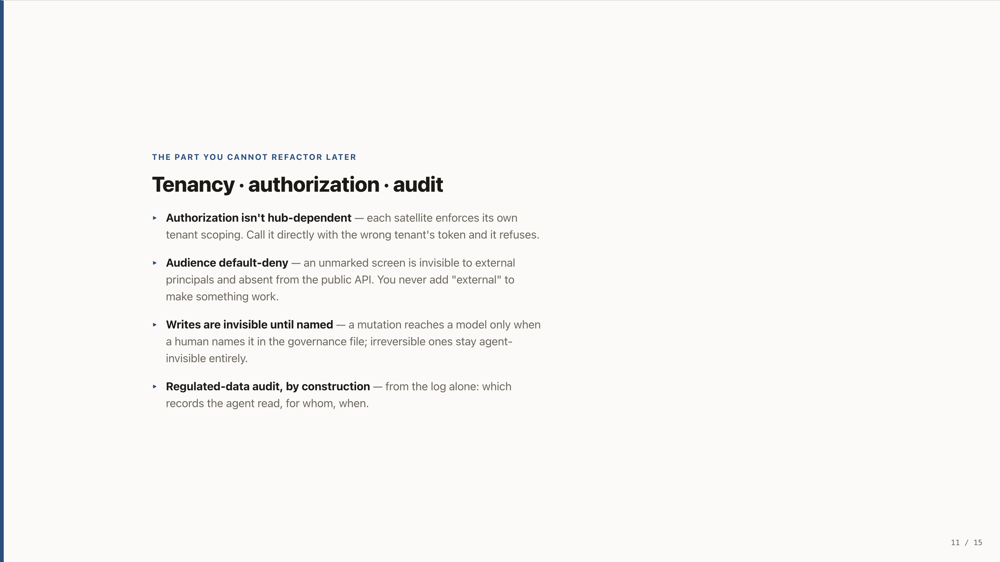 THE PART YOU CANNOT REFACTOR LATER
Tenancy · authorization · audit
▸ Authorization isn't hub-dependent — each satellite enforces its own
tenant scoping. Call it directly with the wrong tenant's token and it refuses.
▸ Audience default-deny — an unmarked screen is invisible to external
principals and absent from the public API. You never add "external" to
make something work.
▸ Writes are invisible until named — a mutation reaches a model only when
a human names it in the governance file; irreversible ones stay agent-
invisible entirely.
▸ Regulated-data audit, by construction — from the log alone: which
records the agent read, for whom, when.
11 / 15